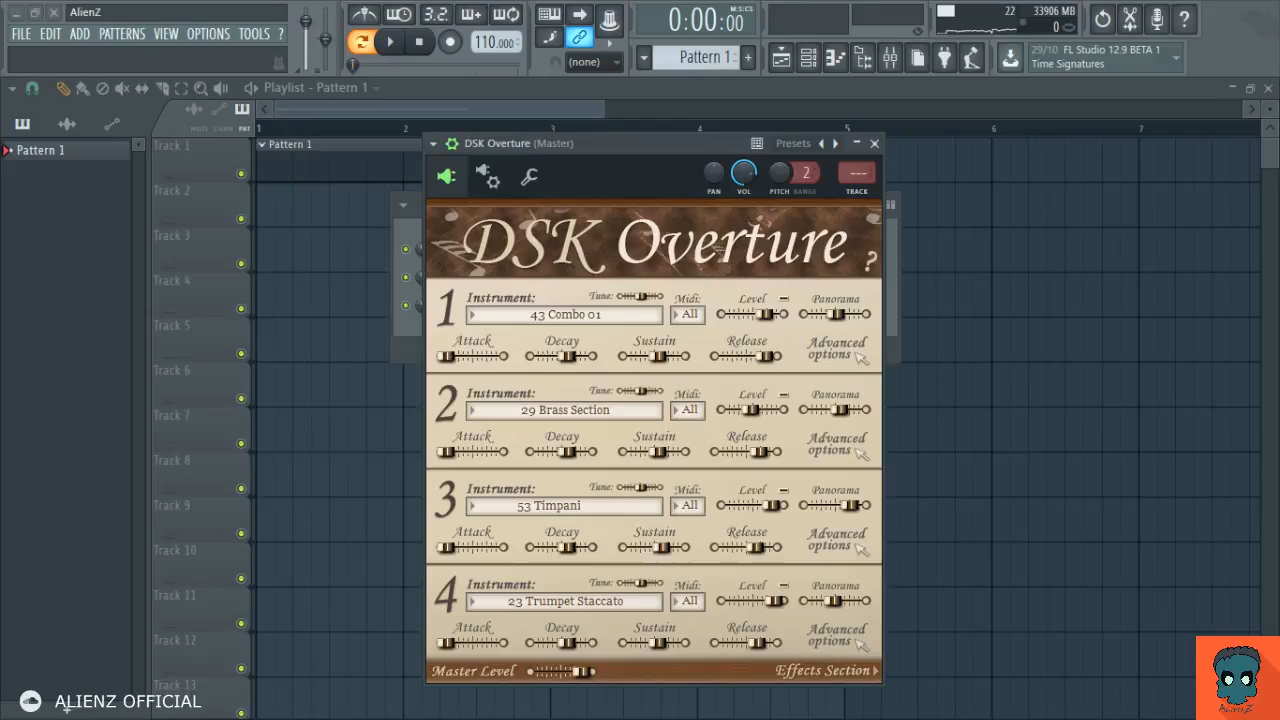 AlienZ
FILE EDIT ADD PATTERNS VIEW OPTIONS TOOLS ?
3.2.
110.000
(none)
0:00:00
M:S:CS
Pattern 1
22
33906 MB
0
29/10 FL Studio 12.9 BETA 1
Time Signatures
Playlist - Pattern 1
MUTE CHAN PAT
1 2 3 4 5 6 7
Pattern 1
Pattern 1
Track 1
Track 2
Track 3
Track 4
Track 5
Track 6
Track 7
Track 8
Track 9
Track 10
Track 11
Track 12
Track 13
DSK Overture (Master)
Presets
2
---
PAN VOL PITCH RANGE TRACK
DSK Overture
?
1 Instrument: Tune: Midi: Level Panorama
43 Combo 01 All
Attack Decay Sustain Release Advanced options
2 Instrument: Tune: Midi: Level Panorama
29 Brass Section All
Attack Decay Sustain Release Advanced options
3 Instrument: Tune: Midi: Level Panorama
53 Timpani All
Attack Decay Sustain Release Advanced options
4 Instrument: Tune: Midi: Level Panorama
23 Trumpet Staccato All
Attack Decay Sustain Release Advanced options
Master Level Effects Section
ALIENZ OFFICIAL
ALIENZ